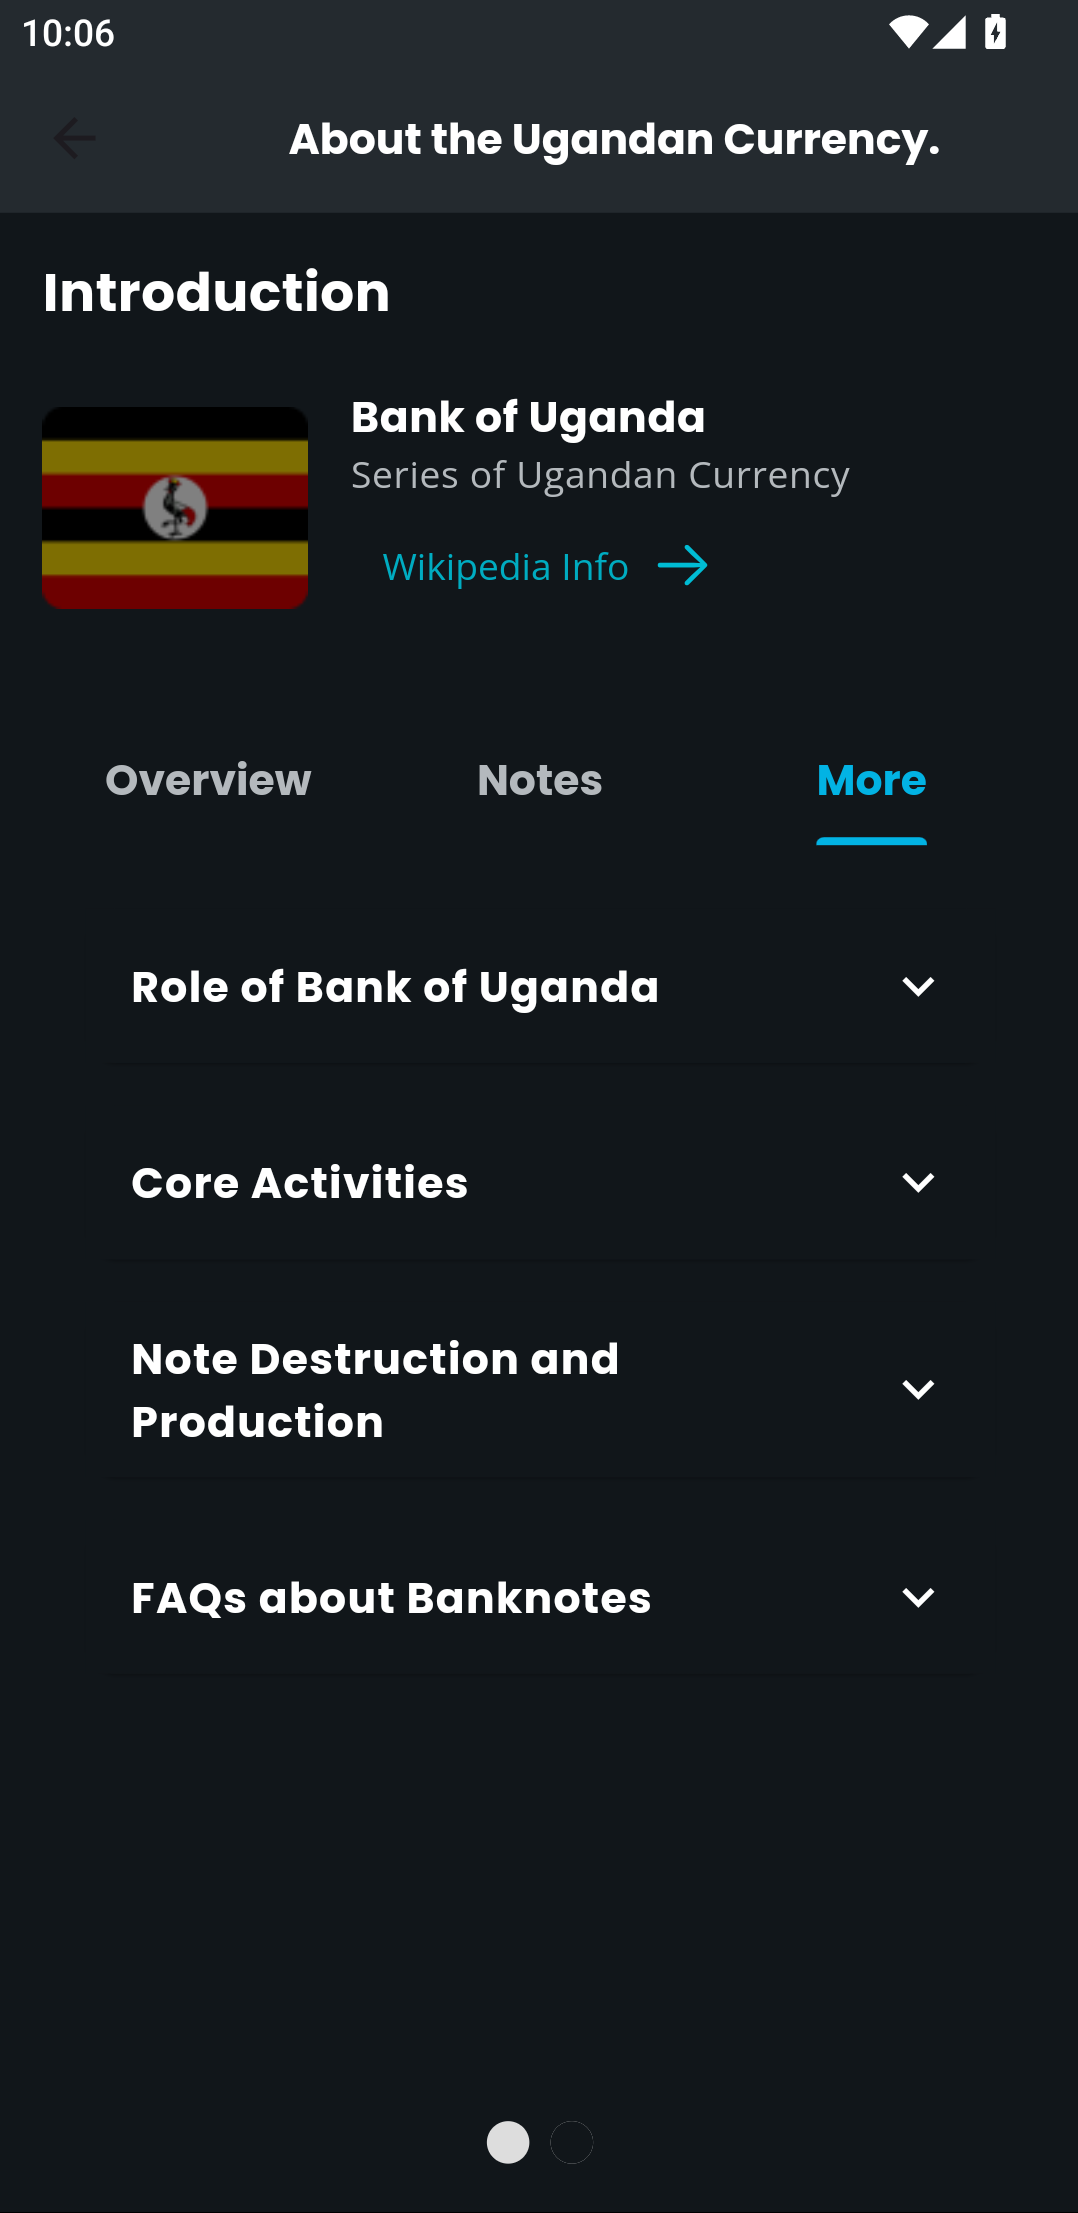 10:06
About the Ugandan Currency.
Introduction
Bank of Uganda
Series of Ugandan Currency
Wikipedia Info
Overview
Notes
More
Role of Bank of Uganda
Core Activities
Note Destruction and
Production
FAQs about Banknotes